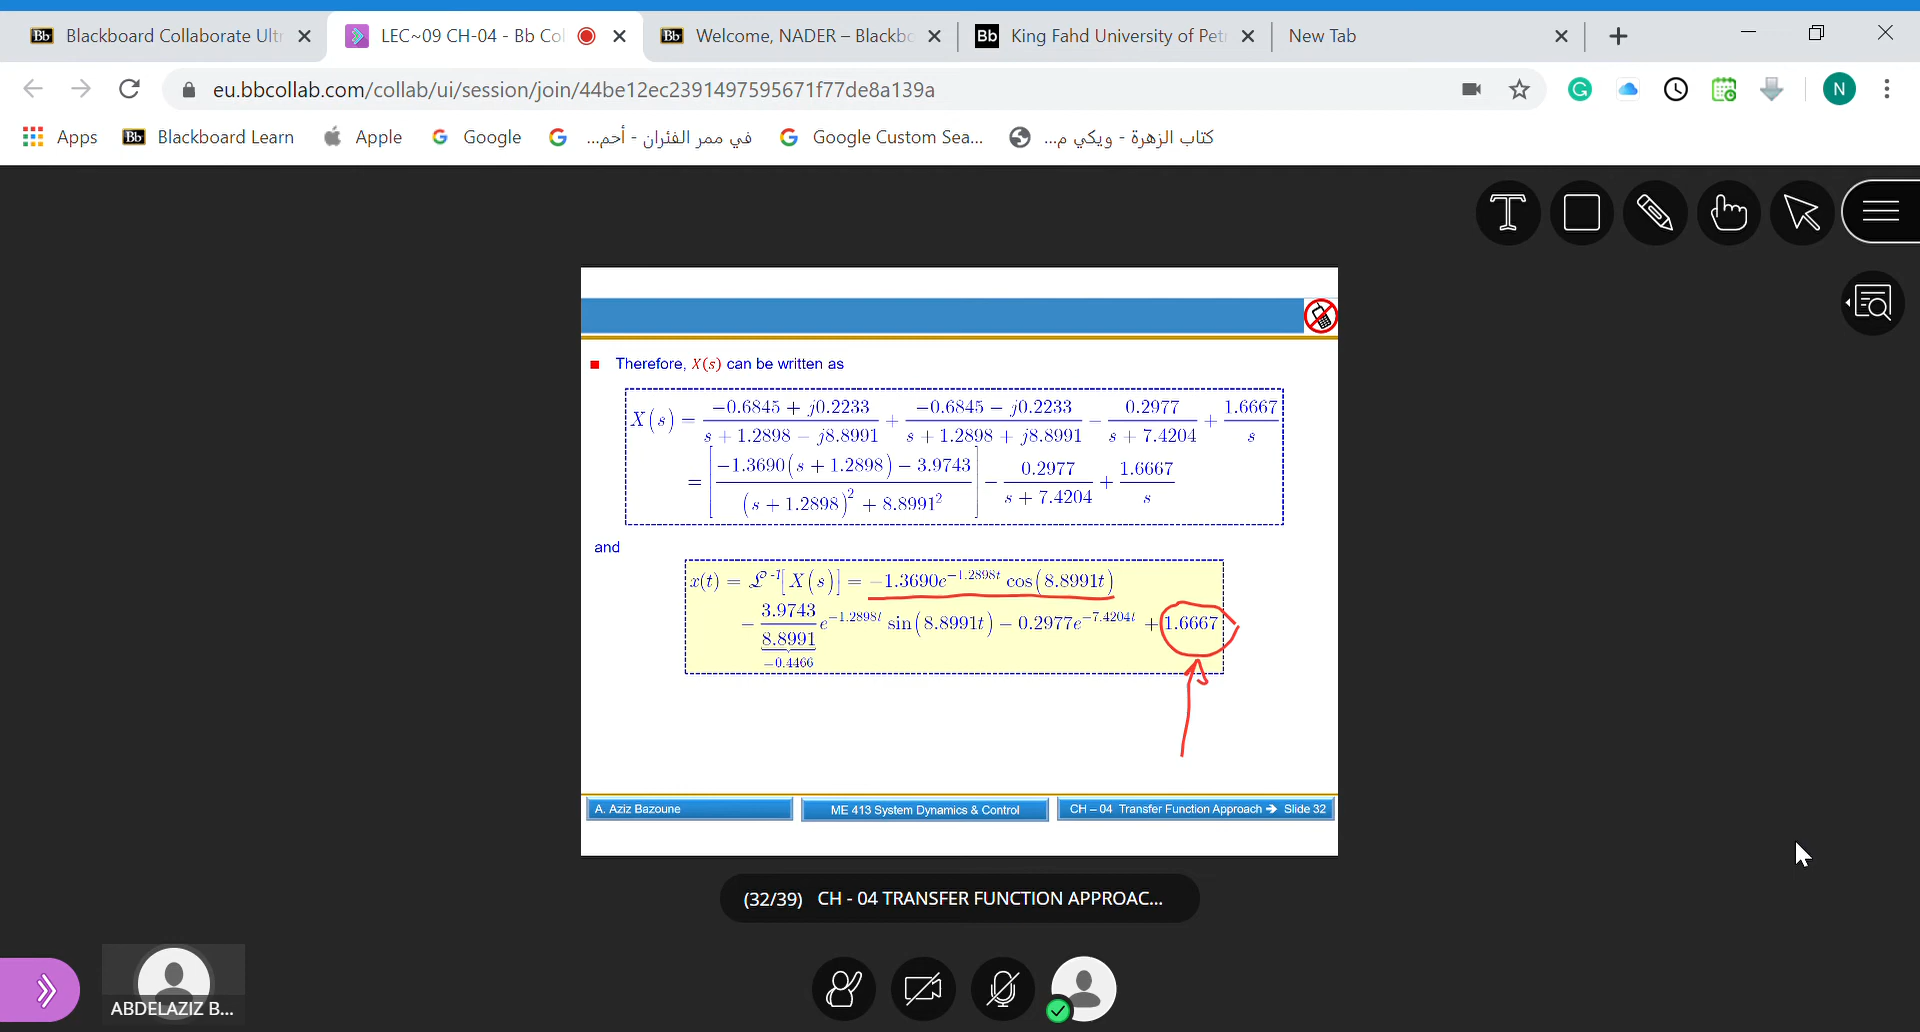 Blackboard Collaborate Ult
LEC~09 CH-04 - Bb Co
Welcome, NADER – Blackb
King Fahd University of Pet
New Tab
eu.bbcollab.com/collab/ui/session/join/44be12ec2391497595671f77de8a139a
N
Apps
Bb Blackboard Learn
Apple
Google
في ممر الفئران - أحم...
Google Custom Sea...
كتاب الزهرة - ويكي م...
Therefore, X(s) can be written as
X(s) = (−0.6845 + j0.2233)/(s + 1.2898 − j8.8991) + (−0.6845 − j0.2233)/(s + 1.2898 + j8.8991) − 0.2977/(s + 7.4204) + 1.6667/s
= [(−1.3690(s + 1.2898) − 3.9743)/((s + 1.2898)² + 8.8991²)] − 0.2977/(s + 7.4204) + 1.6667/s
and
x(t) = ℒ⁻¹[X(s)] = −1.3690e^{−1.2898t} cos(8.8991t)
− 3.9743/8.8991 e^{−1.2898t} sin(8.8991t) − 0.2977e^{−7.4204t} + 1.6667
−0.4466
A. Aziz Bazoune
ME 413 System Dynamics & Control
CH – 04 Transfer Function Approach ➔ Slide 32
(32/39) CH - 04 TRANSFER FUNCTION APPROAC...
ABDELAZIZ B...